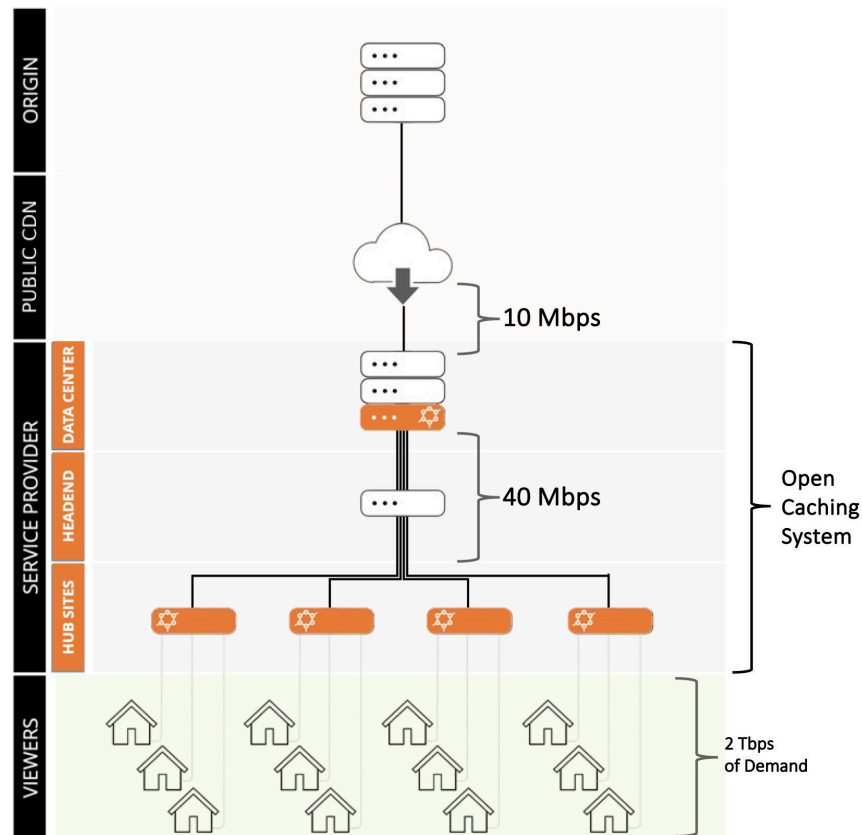 ORIGIN
PUBLIC CDN
10 Mbps
SERVICE PROVIDER
DATA CENTER
HEADEND
40 Mbps
HUB SITES
Open
Caching
System
VIEWERS
2 Tbps
of Demand